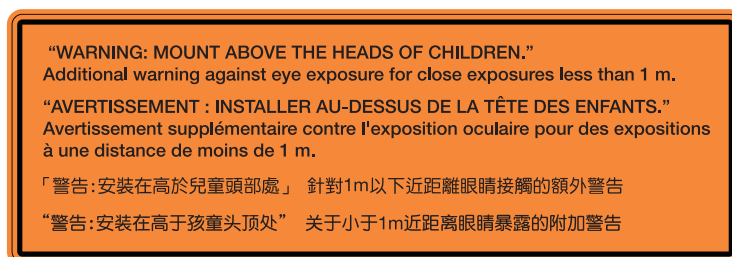 “WARNING: MOUNT ABOVE THE HEADS OF CHILDREN.”
Additional warning against eye exposure for close exposures less than 1 m.
“AVERTISSEMENT : INSTALLER AU-DESSUS DE LA TÊTE DES ENFANTS.”
Avertissement supplémentaire contre l'exposition oculaire pour des expositions
à une distance de moins de 1 m.
「警告:安裝在高於兒童頭部處」 針對1m以下近距離眼睛接觸的額外警告
“警告:安装在高于孩童头顶处” 关于小于1m近距离眼睛暴露的附加警告